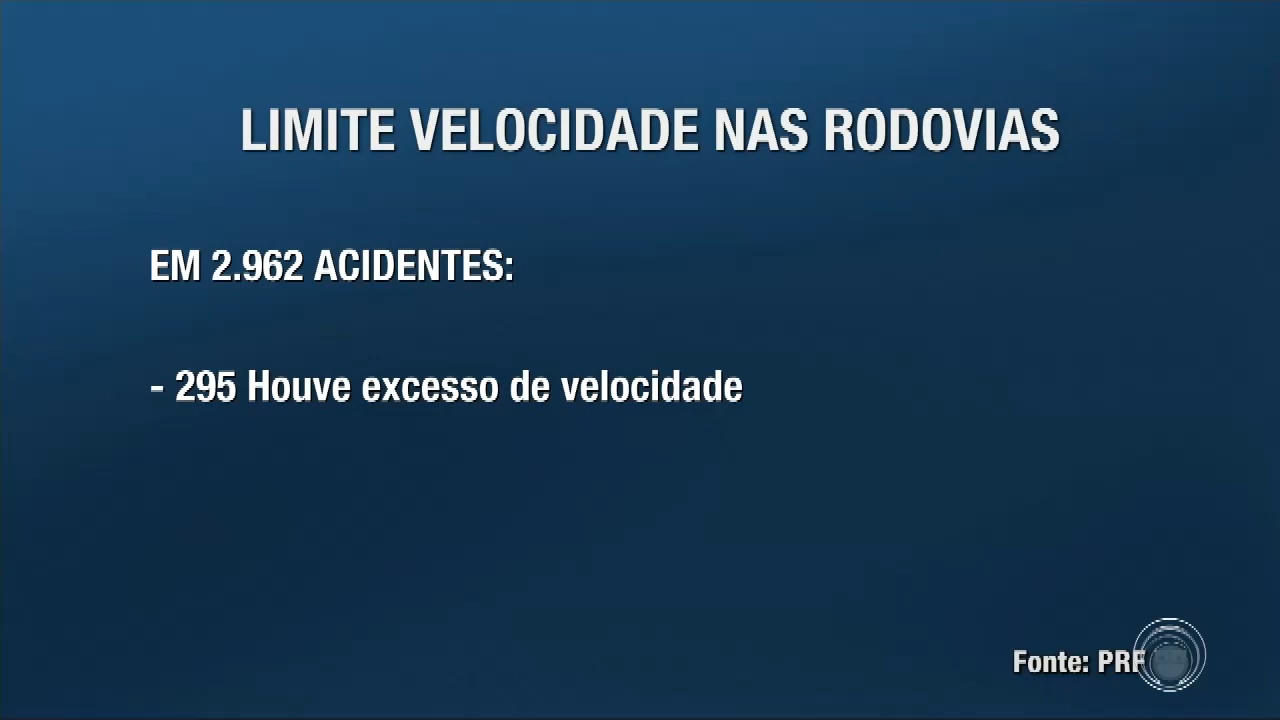 LIMITE VELOCIDADE NAS RODOVIAS
EM 2.962 ACIDENTES:
- 295 Houve excesso de velocidade
Fonte: PRF